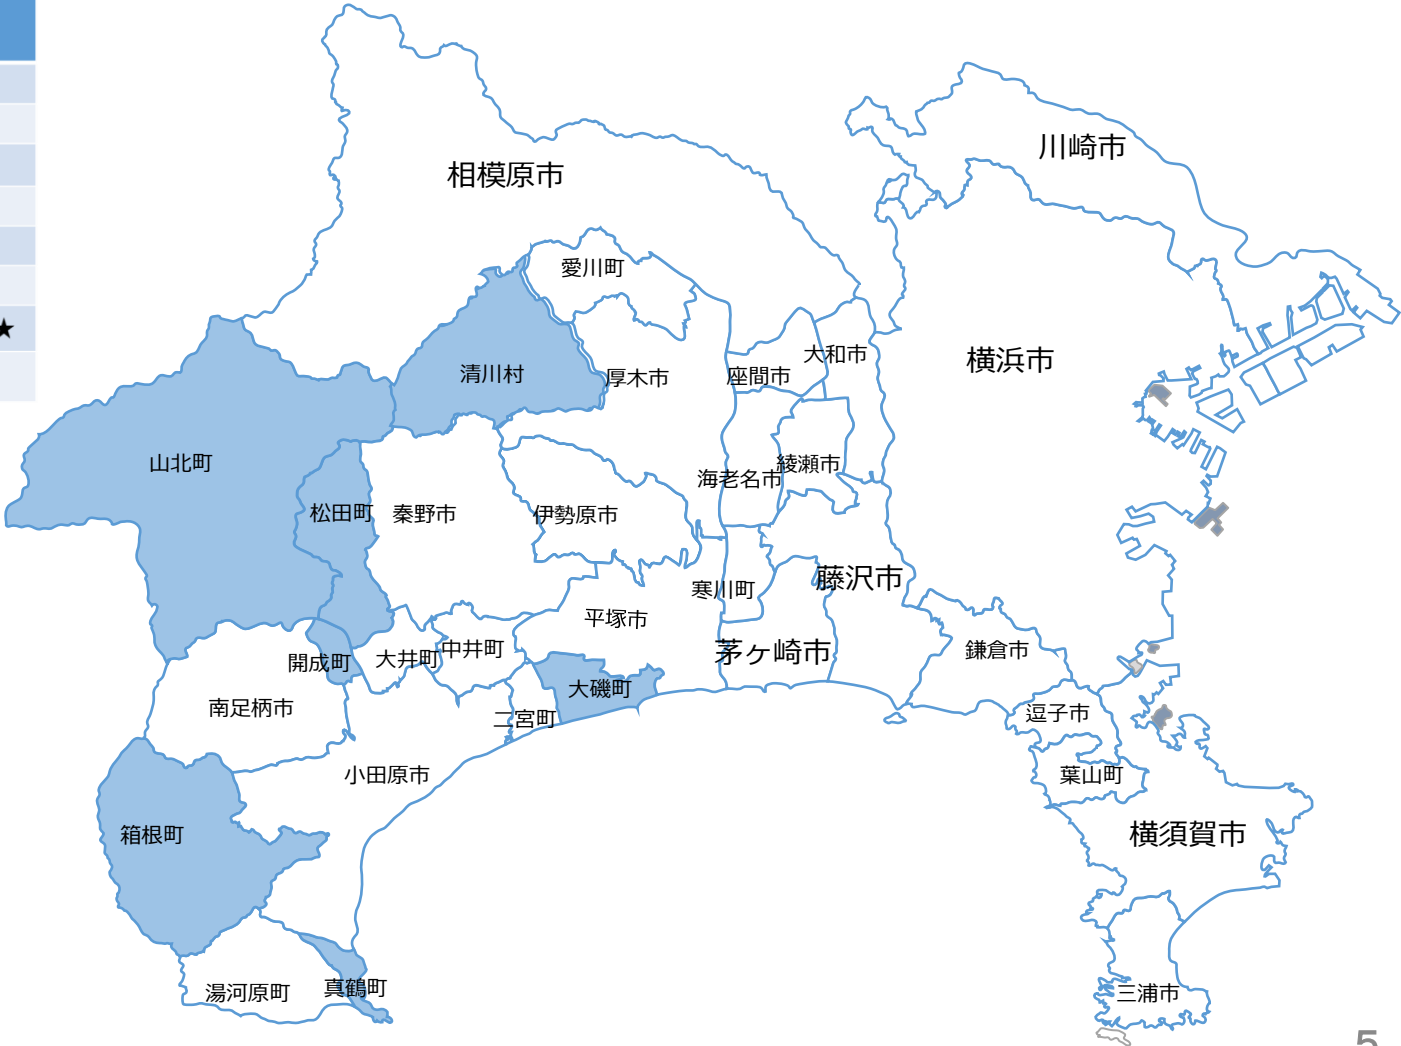 川崎市
相模原市
愛川町
★
大和市
横浜市
清川村
座間市
厚木市
山北町
綾瀬市
海老名市
松田町
秦野市
伊勢原市
藤沢市
寒川町
平塚市
茅ヶ崎市
鎌倉市
中井町
大井町
開成町
大磯町
南足柄市
逗子市
二宮町
小田原市
葉山町
箱根町
横須賀市
真鶴町
湯河原町
三浦市
5